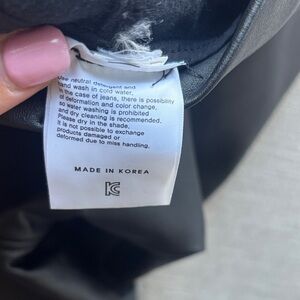 Use neutral detergent and
hand wash in cold water.
In the case of jeans, there is possibility
of deformation and color change,
so water washing is prohibited
and dry cleaning is recommended.
Please dry in the shade,
It is not possible to exchange
products damaged or
deformed due to miss handling.
MADE IN KOREA
KC